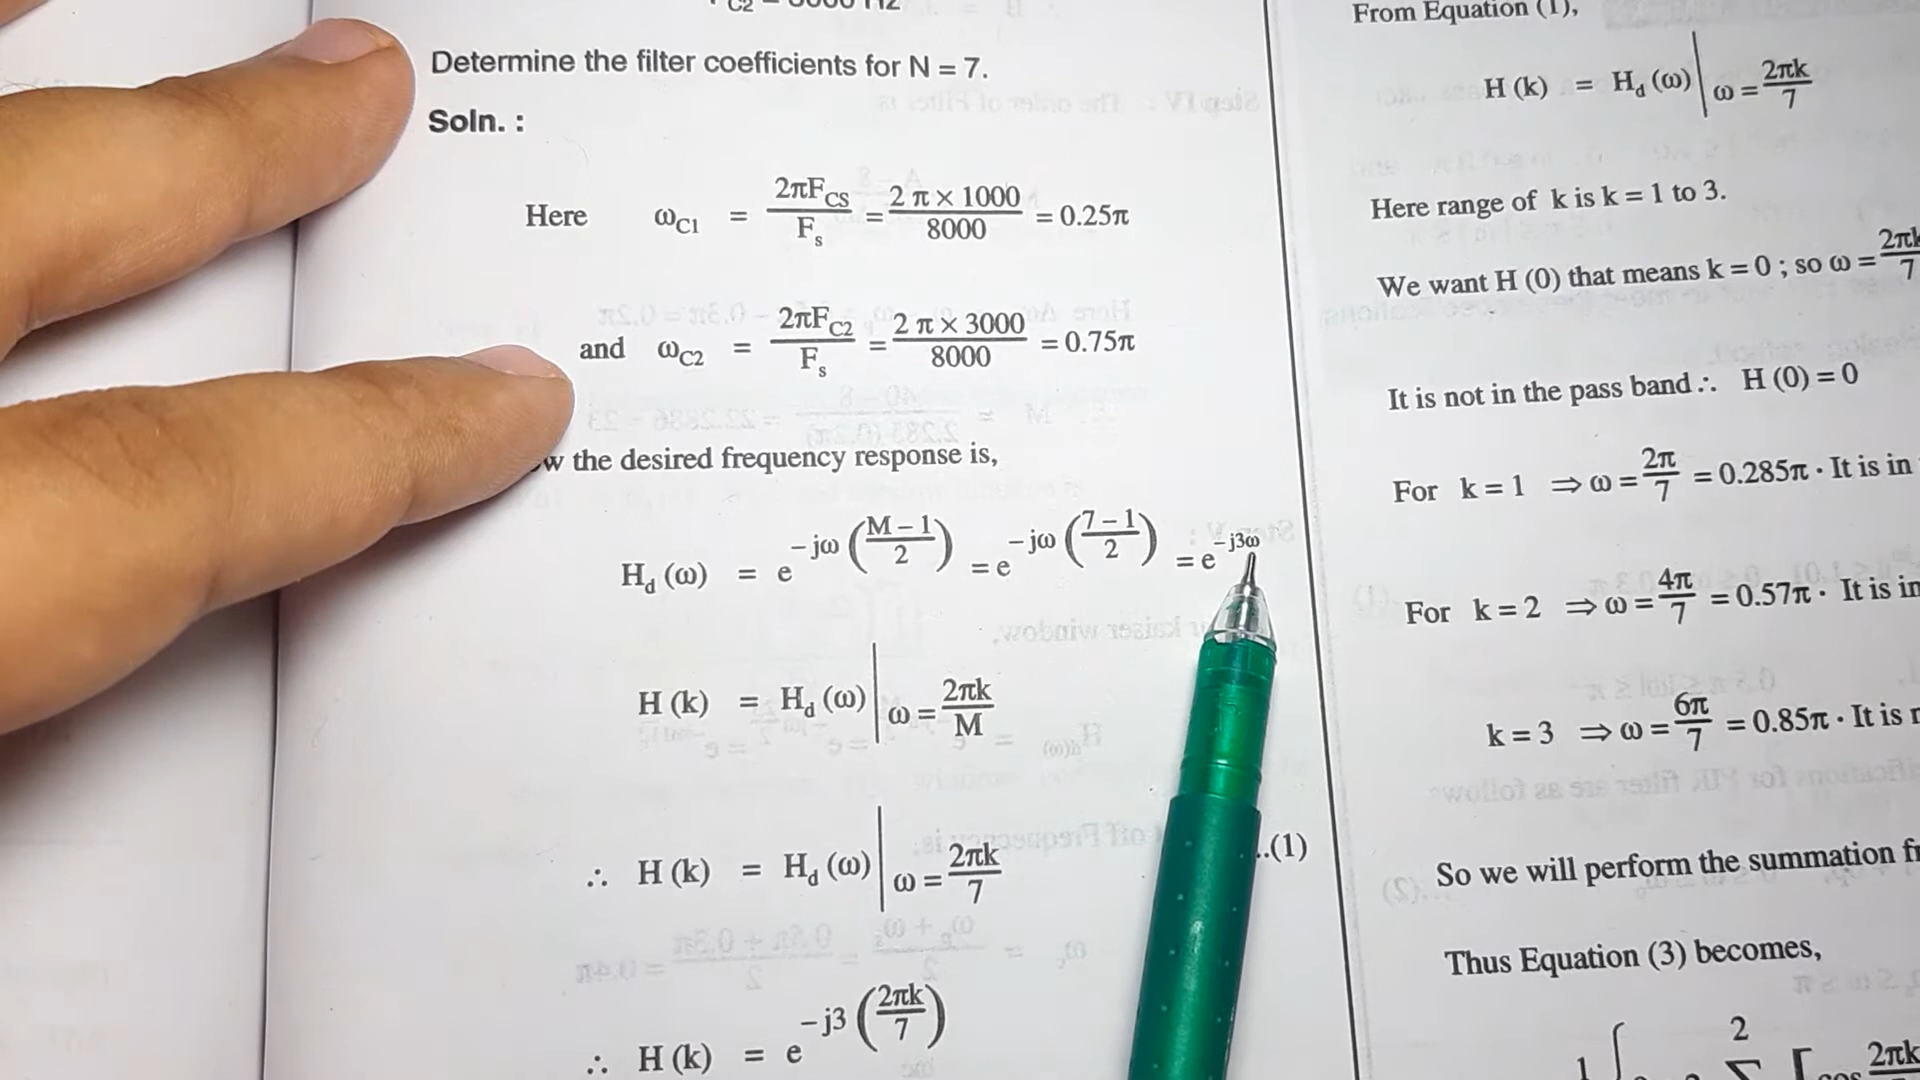 Determine the filter coefficients for N = 7.
Soln. :
Here ω_C1 = 2πF_CS / F_s = 2 π × 1000 / 8000 = 0.25π
and ω_C2 = 2πF_C2 / F_s = 2 π × 3000 / 8000 = 0.75π
the desired frequency response is,
H_d (ω) = e^{-jω ((M-1)/2)} = e^{-jω ((7-1)/2)} = e^{-j3ω}
H (k) = H_d (ω) | ω = 2πk / M
∴ H (k) = H_d (ω) | ω = 2πk / 7 ..(1)
∴ H (k) = e^{-j3 (2πk/7)}
From Equation (1),
H (k) = H_d (ω) | ω = 2πk / 7
Here range of k is k = 1 to 3.
We want H (0) that means k = 0 ; so ω = 2πk / 7
It is not in the pass band ∴ H (0) = 0
For k = 1 ⇒ ω = 2π / 7 = 0.285π · It is in
For k = 2 ⇒ ω = 4π / 7 = 0.57π · It is in
k = 3 ⇒ ω = 6π / 7 = 0.85π · It is
So we will perform the summation
Thus Equation (3) becomes,